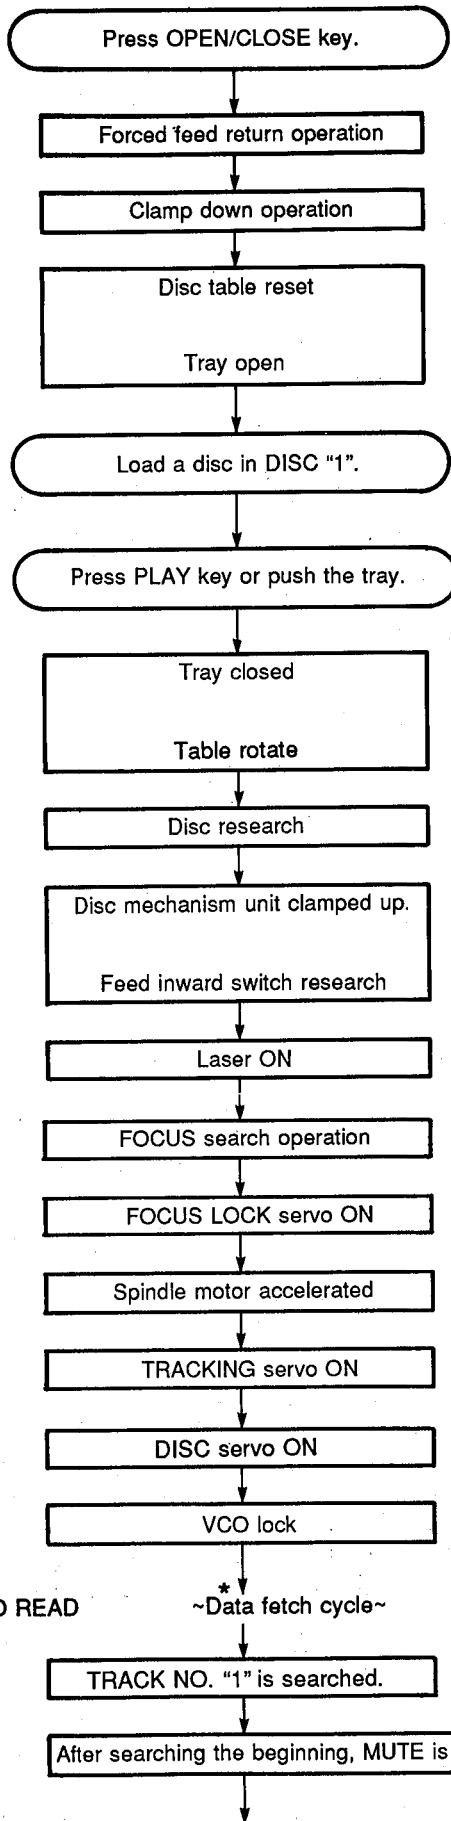 Press OPEN/CLOSE key.
Forced feed return operation
Clamp down operation
Disc table reset
Tray open
Load a disc in DISC "1".
Press PLAY key or push the tray.
Tray closed
Table rotate
Disc research
Disc mechanism unit clamped up.
Feed inward switch research
Laser ON
FOCUS search operation
FOCUS LOCK servo ON
Spindle motor accelerated
TRACKING servo ON
DISC servo ON
VCO lock
READ ~Data fetch cycle~
*
TRACK NO. "1" is searched.
After searching the beginning, MUTE is